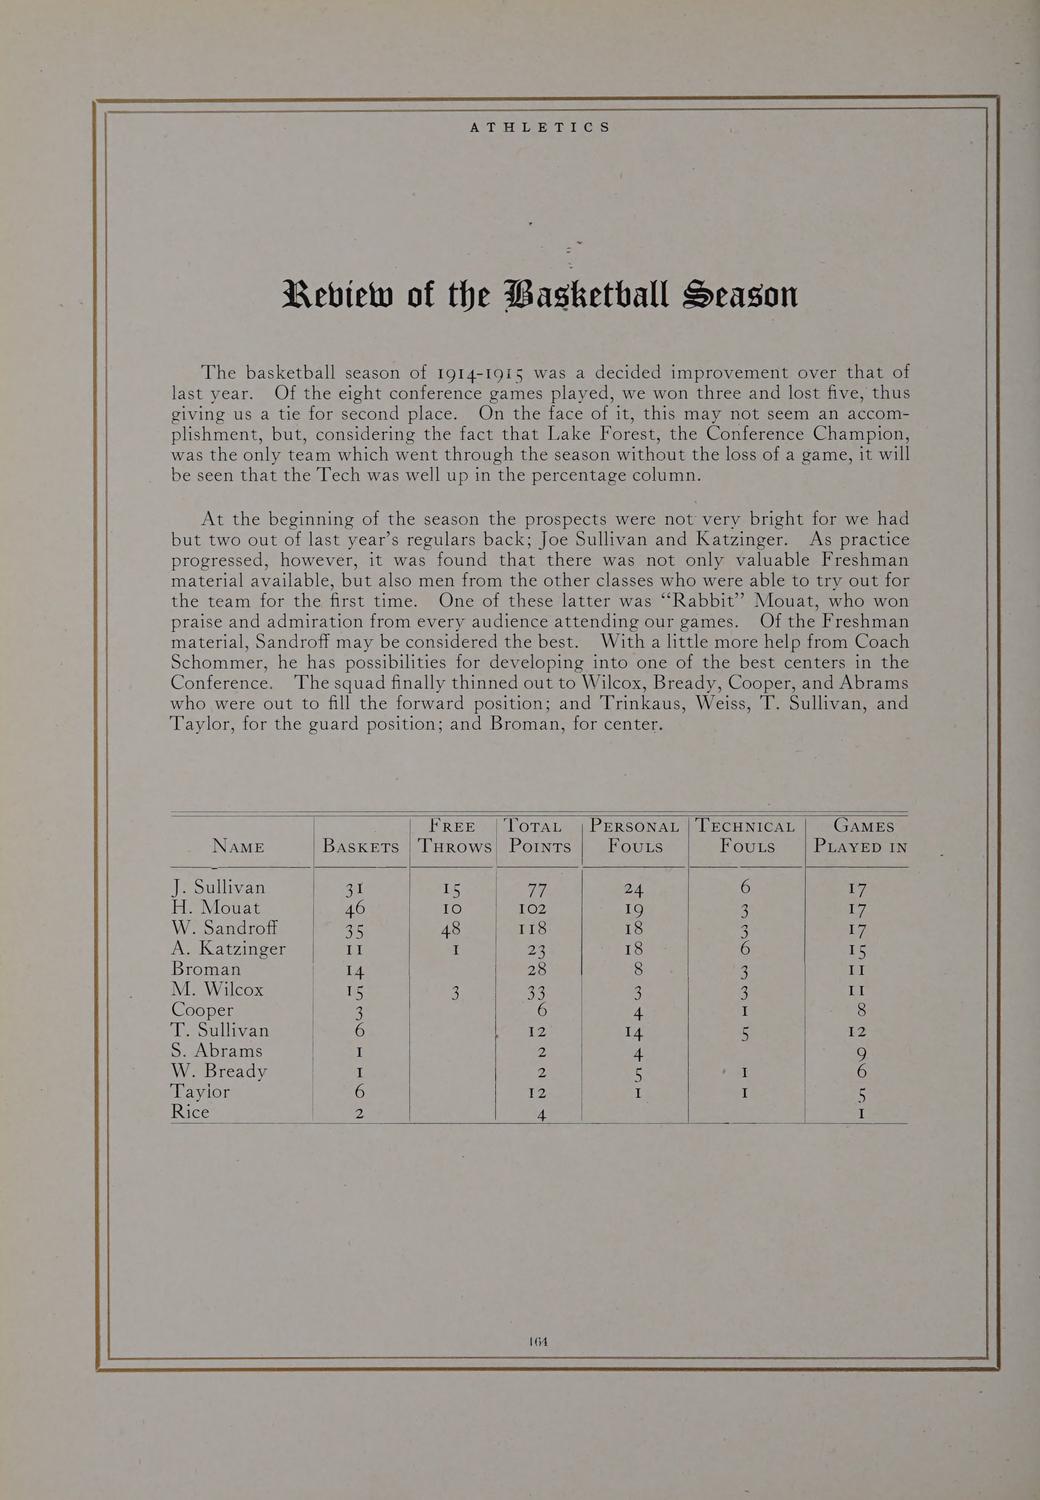 ATHLETICS
Review of the Basketball Season
The basketball season of 1914-1915 was a decided improvement over that of
last year. Of the eight conference games played, we won three and lost five, thus
giving us a tie for second place. On the face of it, this may not seem an accom-
plishment, but, considering the fact that Lake Forest, the Conference Champion,
was the only team which went through the season without the loss of a game, it will
be seen that the Tech was well up in the percentage column.
At the beginning of the season the prospects were not very bright for we had
but two out of last year's regulars back; Joe Sullivan and Katzinger. As practice
progressed, however, it was found that there was not only valuable Freshman
material available, but also men from the other classes who were able to try out for
the team for the first time. One of these latter was “Rabbit” Mouat, who won
praise and admiration from every audience attending our games. Of the Freshman
material, Sandroff may be considered the best. With a little more help from Coach
Schommer, he has possibilities for developing into one of the best centers in the
Conference. The squad finally thinned out to Wilcox, Bready, Cooper, and Abrams
who were out to fill the forward position; and Trinkaus, Weiss, T. Sullivan, and
Taylor, for the guard position; and Broman, for center.
Free Total Personal Technical Games
Name Baskets Throws Points Fouls Fouls Played in
J. Sullivan 31 15 77 24 6 17
H. Mouat 46 10 102 19 3 17
W. Sandroff 35 48 118 18 3 17
A. Katzinger 11 1 23 18 6 15
Broman 14 28 8 3 11
M. Wilcox 15 3 33 3 3 11
Cooper 3 6 4 1 8
T. Sullivan 6 12 14 5 12
S. Abrams 1 2 4 9
W. Bready 1 2 5 1 6
Taylor 6 12 1 1 5
Rice 2 4 1
164